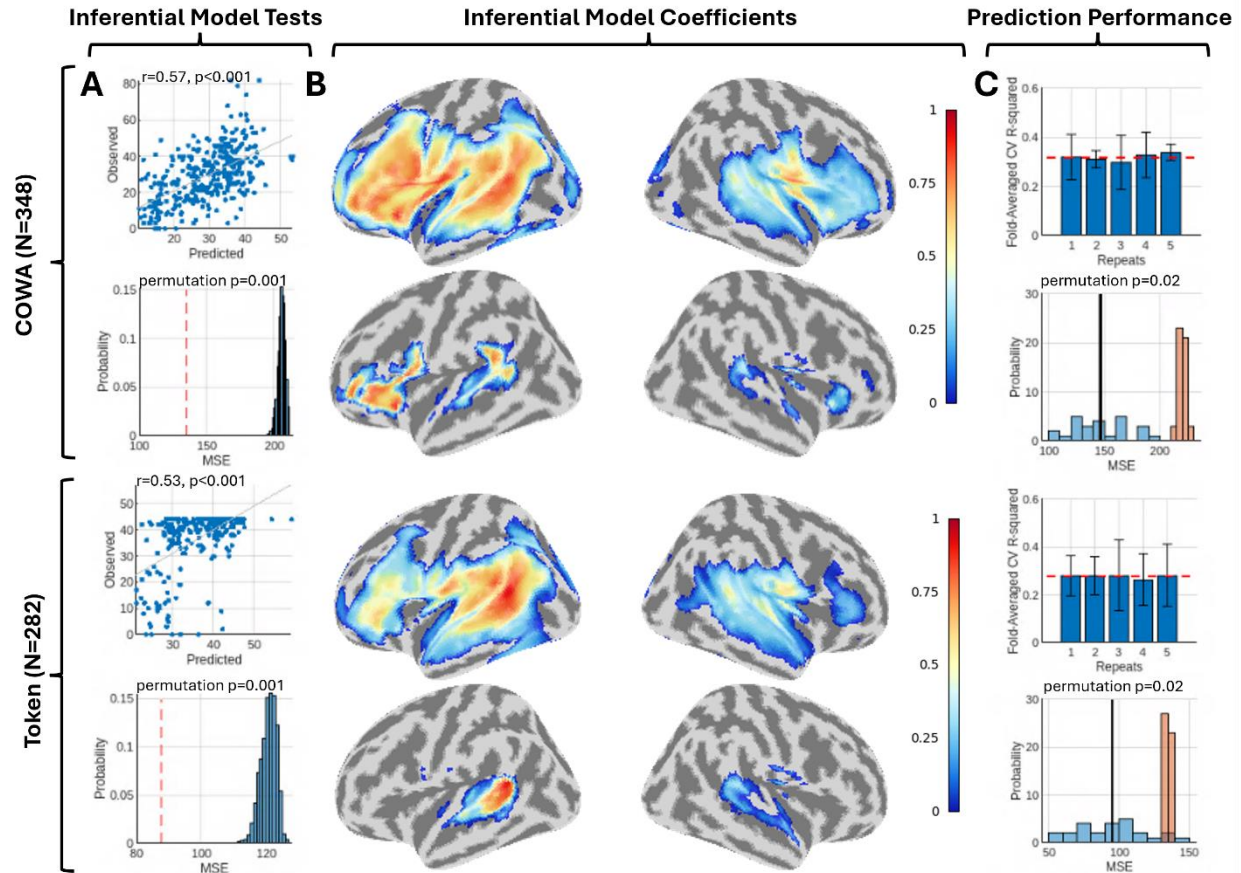 Inferential Model Tests
Inferential Model Coefficients
Prediction Performance
COWA (N=348)
A
r=0.57, p<0.001
80
60
40
20
0
Observed
20 30 40 50
Predicted
permutation p=0.001
0.15
0.1
0.05
0
Probability
100 150 200
MSE
B
1
0.75
0.5
0.25
0
C
0.6
0.4
0.2
0
Fold-Averaged CV R-squared
1 2 3 4 5
Repeats
permutation p=0.02
30
20
10
0
Probability
100 150 200
MSE
Token (N=282)
r=0.53, p<0.001
50
40
30
20
10
0
Observed
30 40 50
Predicted
permutation p=0.001
0.15
0.1
0.05
0
Probability
80 100 120
MSE
1
0.75
0.5
0.25
0
0.6
0.4
0.2
0
Fold-Averaged CV R-squared
1 2 3 4 5
Repeats
permutation p=0.02
30
20
10
0
Probability
50 100 150
MSE